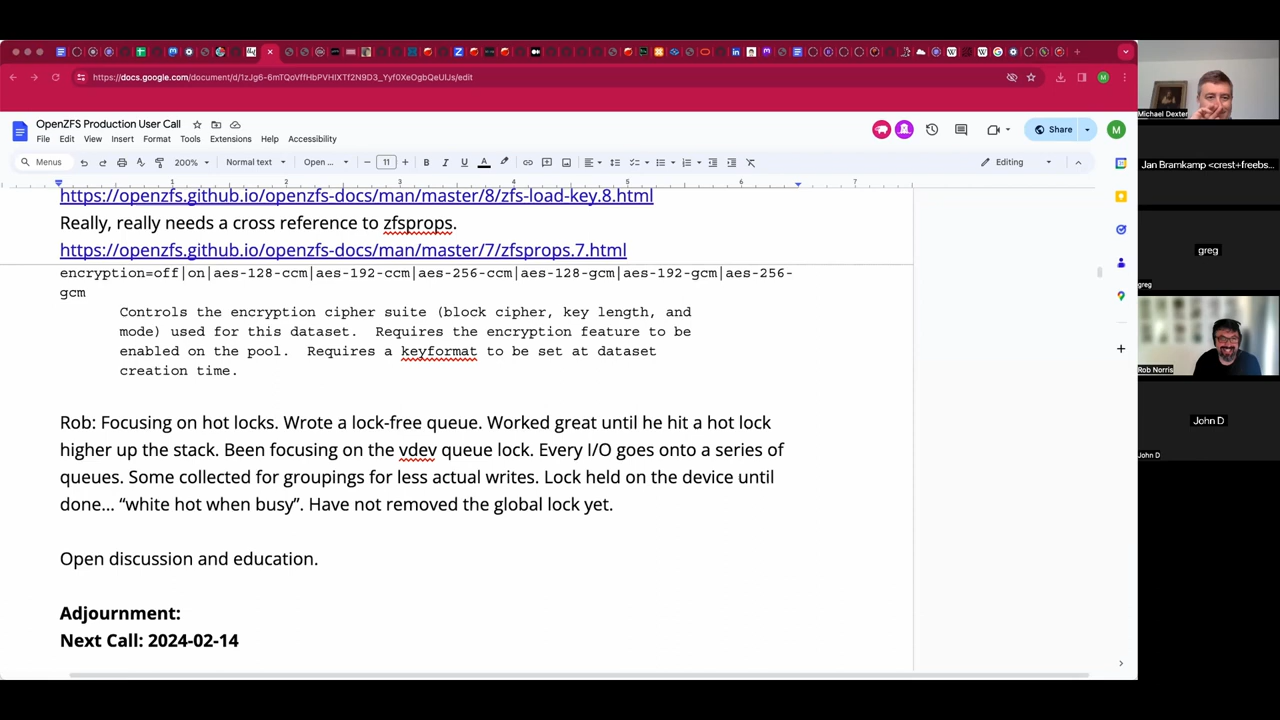 https://docs.google.com/document/d/1zJg6-6mTQoVffHbPVHIXTf2N9D3_Yyf0XeOgbQeUIJs/edit
OpenZFS Production User Call
File Edit View Insert Format Tools Extensions Help Accessibility
Share
M
Menus
200%
Normal text
Open ...
11
Editing
1 2 3 4 5 6 7
https://openzfs.github.io/openzfs-docs/man/master/8/zfs-load-key.8.html
Really, really needs a cross reference to zfsprops.
https://openzfs.github.io/openzfs-docs/man/master/7/zfsprops.7.html
encryption=off|on|aes-128-ccm|aes-192-ccm|aes-256-ccm|aes-128-gcm|aes-192-gcm|aes-256-
gcm
Controls the encryption cipher suite (block cipher, key length, and
mode) used for this dataset. Requires the encryption feature to be
enabled on the pool. Requires a keyformat to be set at dataset
creation time.
Rob: Focusing on hot locks. Wrote a lock-free queue. Worked great until he hit a hot lock
higher up the stack. Been focusing on the vdev queue lock. Every I/O goes onto a series of
queues. Some collected for groupings for less actual writes. Lock held on the device until
done... “white hot when busy”. Have not removed the global lock yet.
Open discussion and education.
Adjournment:
Next Call: 2024-02-14
Michael Dexter
Jan Bramkamp <crest+freebs...
greg
greg
Rob Norris
John D
John D